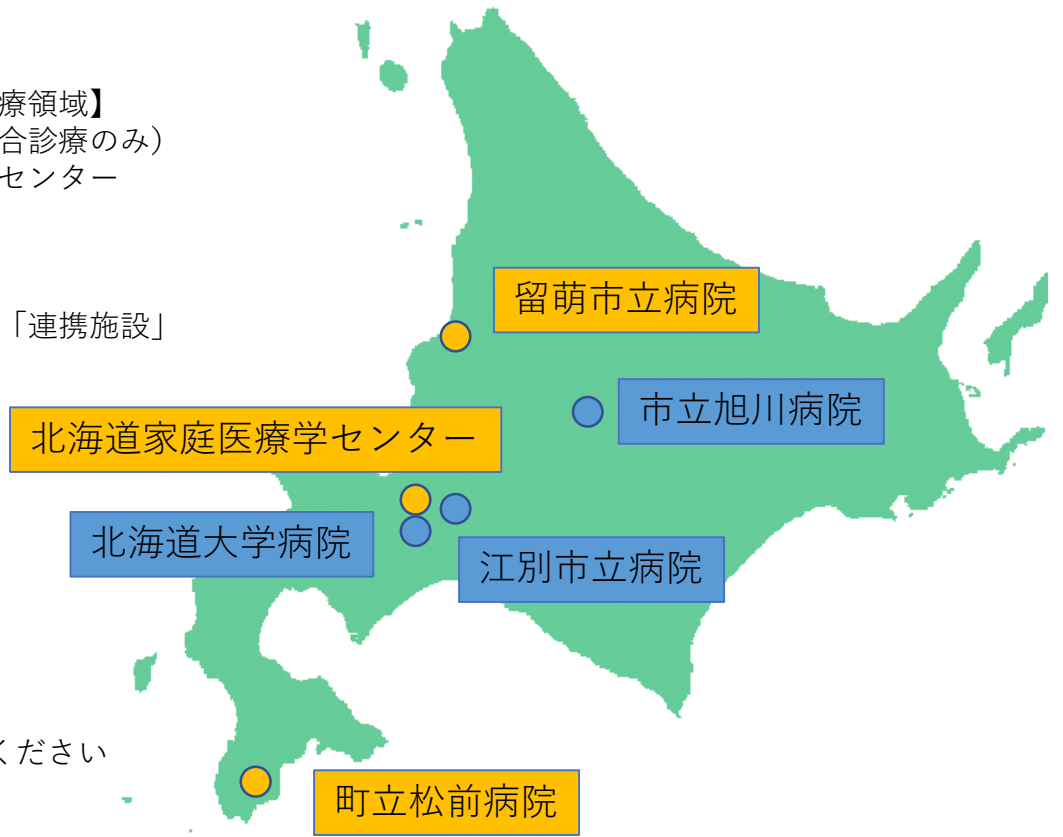 療領域】
合診療のみ）
センター
留萌市立病院
「連携施設」
市立旭川病院
北海道家庭医療学センター
北海道大学病院
江別市立病院
ください
町立松前病院